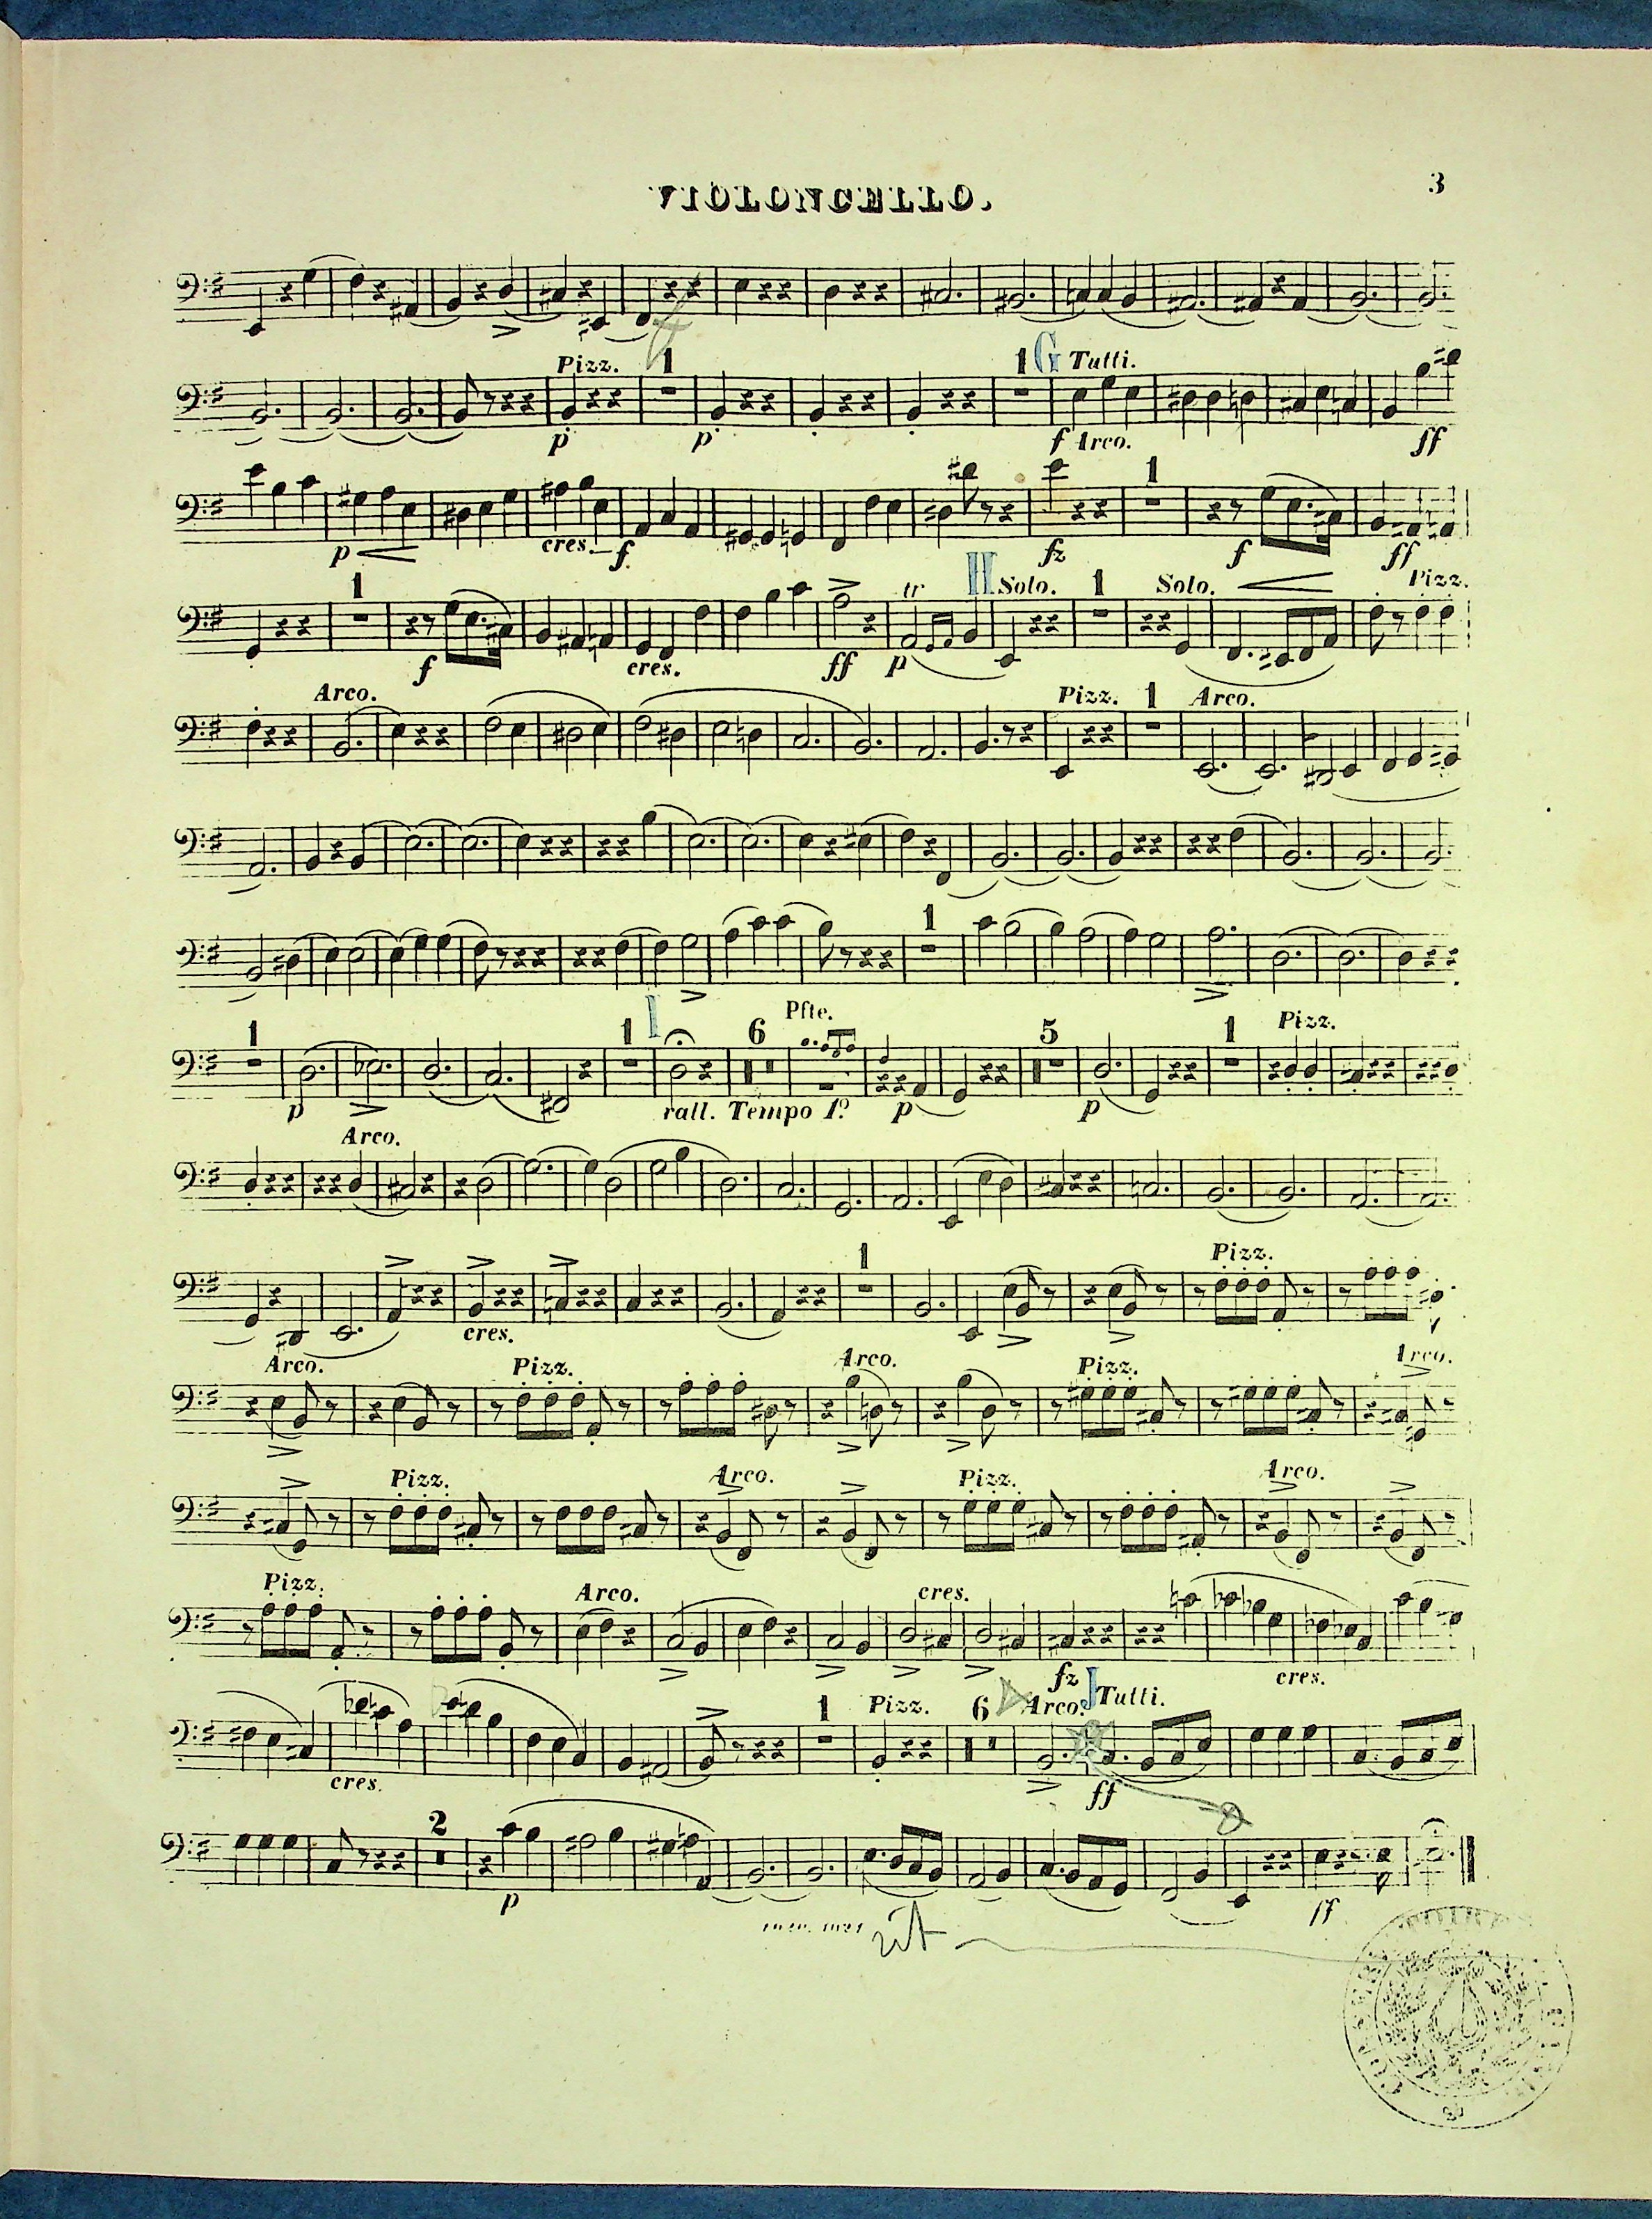 VIOLONCELLO.
3
Pizz. 1 1 G Tutti.
p p f Arco. ff
1
p cres. f fz f ff
1 tr H Solo. 1 Solo. Pizz.
f cres. ff p
Arco. Pizz. 1 Arco.
1
1 1 I 6 Pfte. 5 1 Pizz.
p rall. Tempo 1º p p
Arco.
1 Pizz.
cres.
Arco. Pizz. Arco. Pizz. Arco.
Pizz. Arco. Pizz. Arco.
Pizz. Arco. cres.
fz cres.
1 Pizz. 6 Arco. J Tutti.
cres. ff
2
p ff
rit